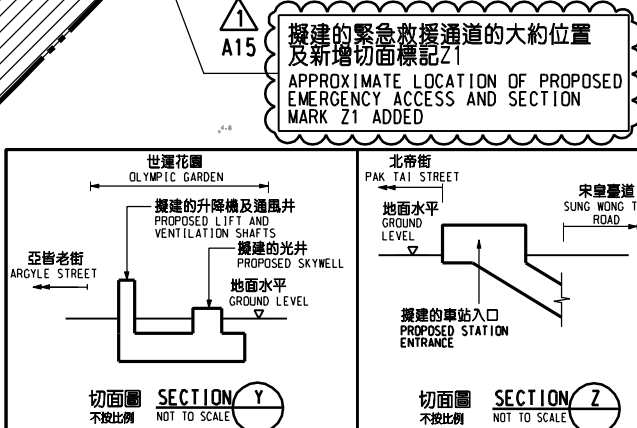 1
A15
擬建的緊急救援通道的大約位置
及新增切面標記Z1
APPROXIMATE LOCATION OF PROPOSED
EMERGENCY ACCESS AND SECTION
MARK Z1 ADDED
世運花園
OLYMPIC GARDEN
擬建的升降機及通風井
PROPOSED LIFT AND
VENTILATION SHAFTS
擬建的光井
PROPOSED SKYWELL
亞皆老街
ARGYLE STREET
地面水平
GROUND LEVEL
切面圖 SECTION Y
不按比例 NOT TO SCALE
北帝街
PAK TAI STREET
宋皇臺道
SUNG WONG T
ROAD
地面水平
GROUND
LEVEL
擬建的車站入口
PROPOSED STATION
ENTRANCE
切面圖 SECTION Z
不按比例 NOT TO SCALE